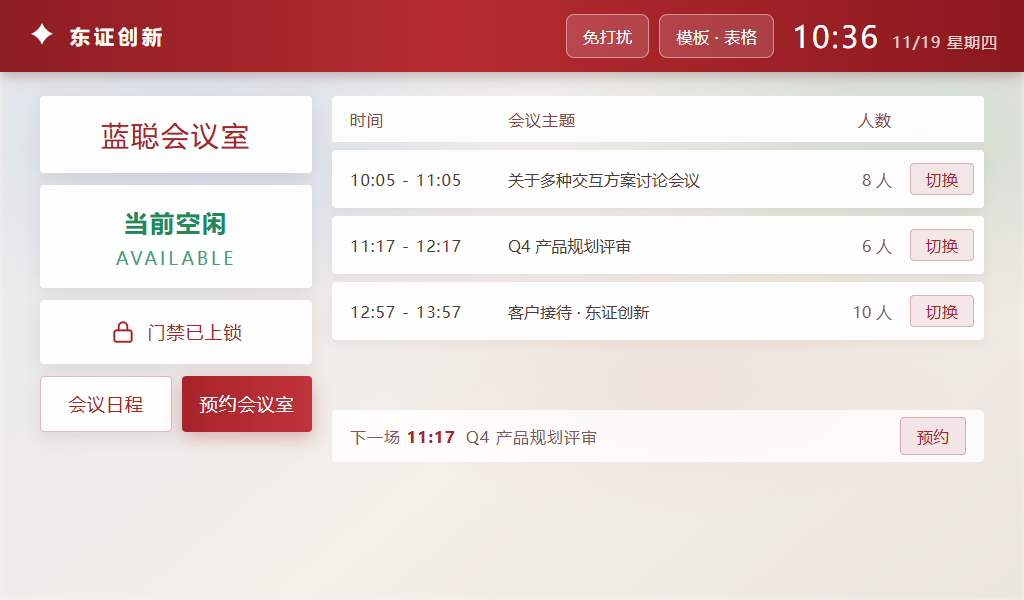 东证创新
免打扰
模板 · 表格
10:36 11/19 星期四
蓝聪会议室
当前空闲
AVAILABLE
门禁已上锁
会议日程
预约会议室
时间 会议主题 人数
10:05 - 11:05 关于多种交互方案讨论会议 8 人 切换
11:17 - 12:17 Q4 产品规划评审 6 人 切换
12:57 - 13:57 客户接待 · 东证创新 10 人 切换
下一场 11:17 Q4 产品规划评审 预约